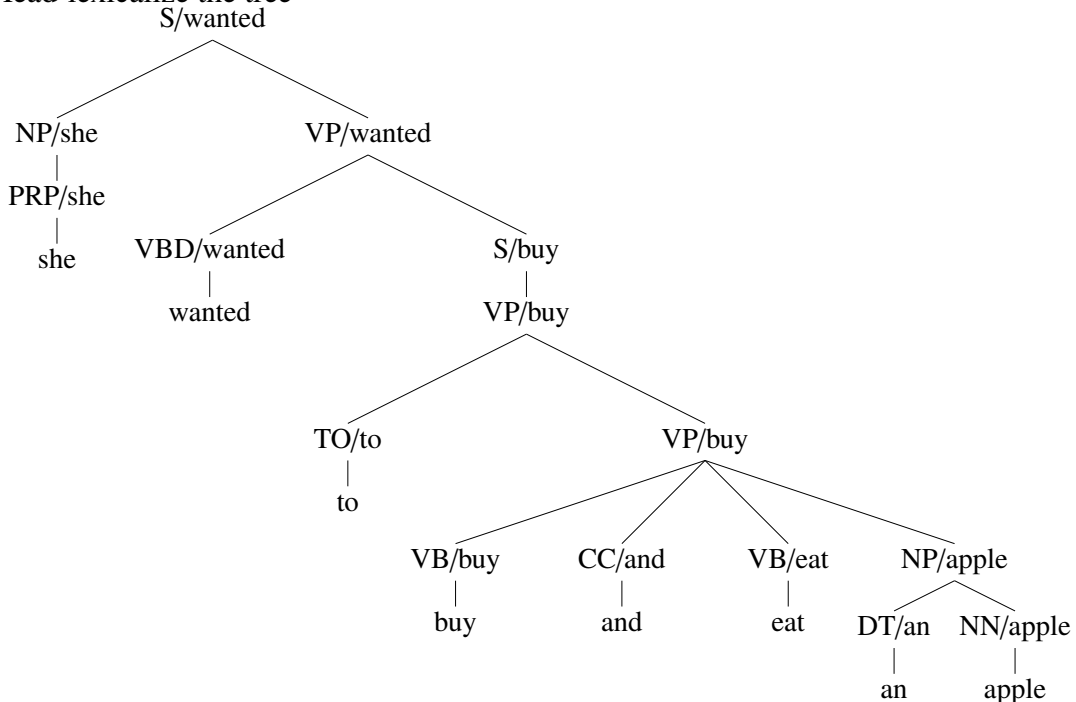 lexicalize the tree
S/wanted
NP/she VP/wanted
PRP/she
she
VBD/wanted S/buy
wanted
VP/buy
TO/to VP/buy
to
VB/buy CC/and VB/eat NP/apple
buy and eat
DT/an NN/apple
an apple